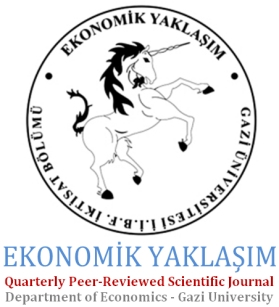 EKONOMİK YAKLAŞIM
GAZİ ÜNİVERSİTESİ İ.İ.B.F. İKTİSAT BÖLÜMÜ
EKONOMİK YAKLAŞIM
Quarterly Peer-Reviewed Scientific Journal
Department of Economics - Gazi University